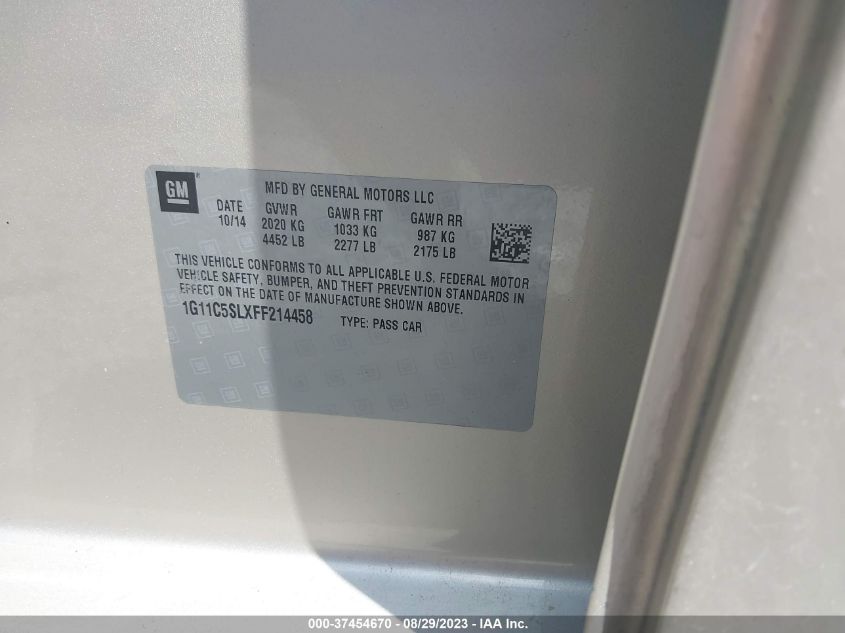 GM
MFD BY GENERAL MOTORS LLC
DATE GVWR GAWR FRT GAWR RR
10/14 2020 KG 1033 KG 987 KG
4452 LB 2277 LB 2175 LB
THIS VEHICLE CONFORMS TO ALL APPLICABLE U.S. FEDERAL MOTOR
VEHICLE SAFETY, BUMPER, AND THEFT PREVENTION STANDARDS IN
EFFECT ON THE DATE OF MANUFACTURE SHOWN ABOVE.
1G11C5SLXFF214458 TYPE: PASS CAR
000-37454670 - 08/29/2023 - IAA Inc.